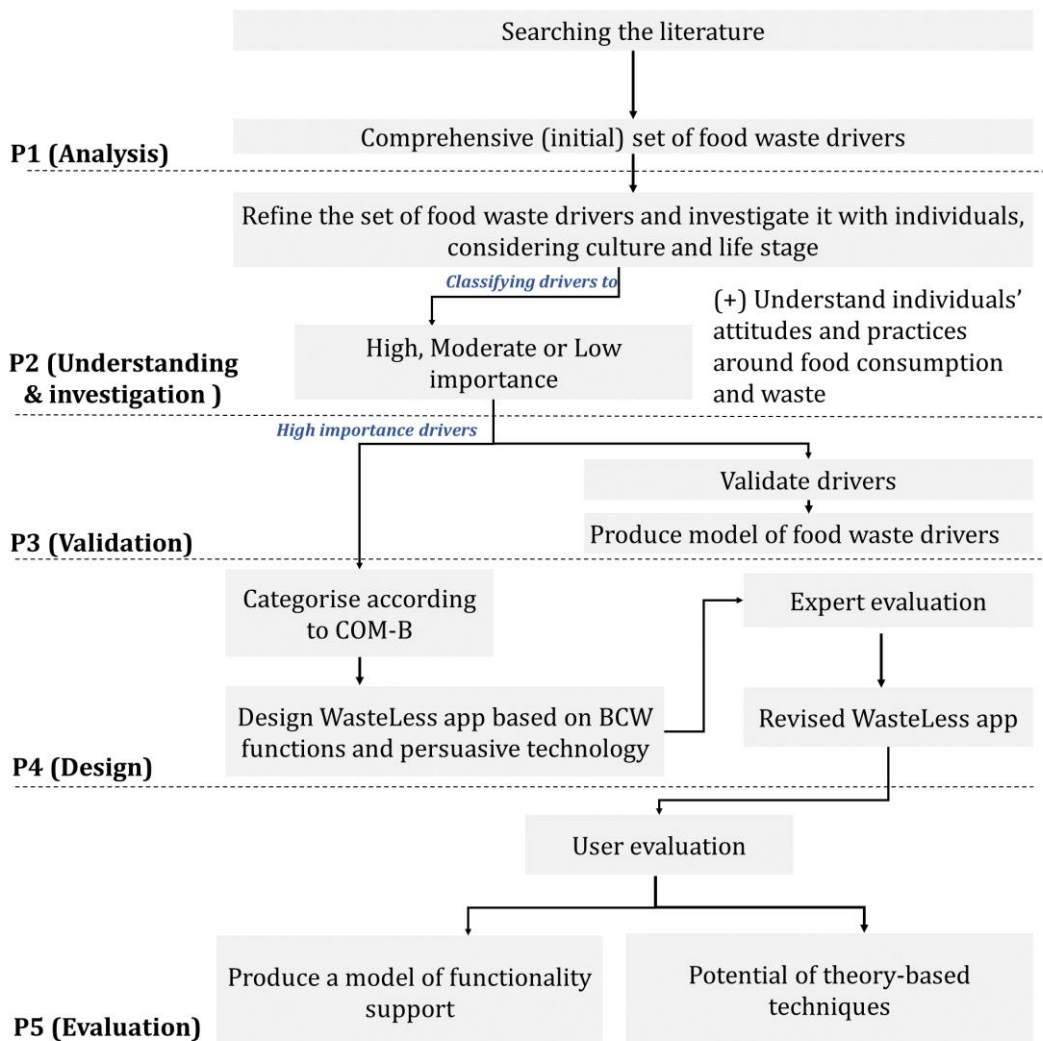 Searching the literature
Comprehensive (initial) set of food waste drivers
P1 (Analysis)
Refine the set of food waste drivers and investigate it with individuals,
considering culture and life stage
Classifying drivers to
(+) Understand individuals’
attitudes and practices
around food consumption
and waste
High, Moderate or Low
importance
P2 (Understanding
& investigation )
High importance drivers
Validate drivers
Produce model of food waste drivers
P3 (Validation)
Categorise according
to COM-B
Expert evaluation
Design WasteLess app based on BCW
functions and persuasive technology
Revised WasteLess app
P4 (Design)
User evaluation
Produce a model of functionality
support
Potential of theory-based
techniques
P5 (Evaluation)